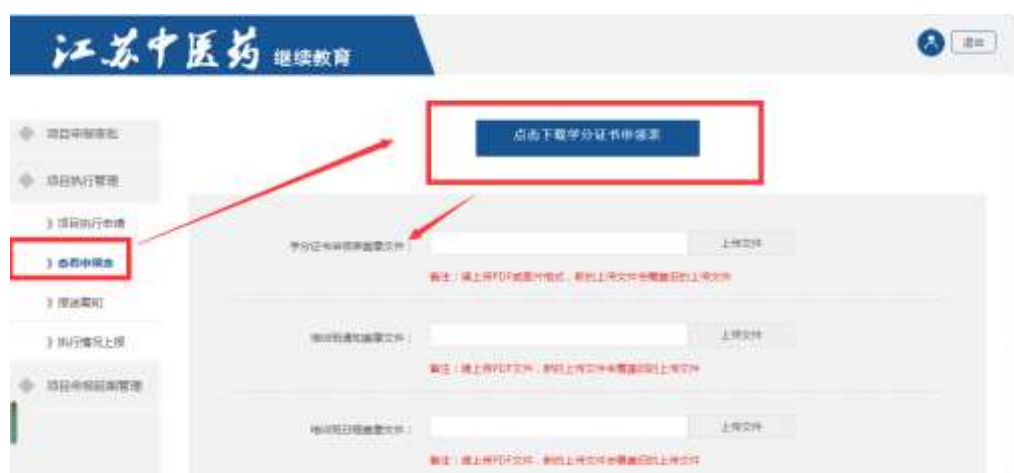 江苏中医药 继续教育
退出
项目申报审批
项目执行管理
》项目执行申请
》查看申领表
》报送需知
》执行情况上报
项目申报延期管理
点击下载学分证书申领表
学分证书申领表盖章文件：
上传文件
备注：请上传PDF或图片格式，新的上传文件会覆盖旧的上传文件
培训班通知盖章文件：
上传文件
备注：请上传PDF文件，新的上传文件会覆盖旧的上传文件
培训班日程盖章文件：
上传文件
备注：请上传PDF文件，新的上传文件会覆盖旧的上传文件